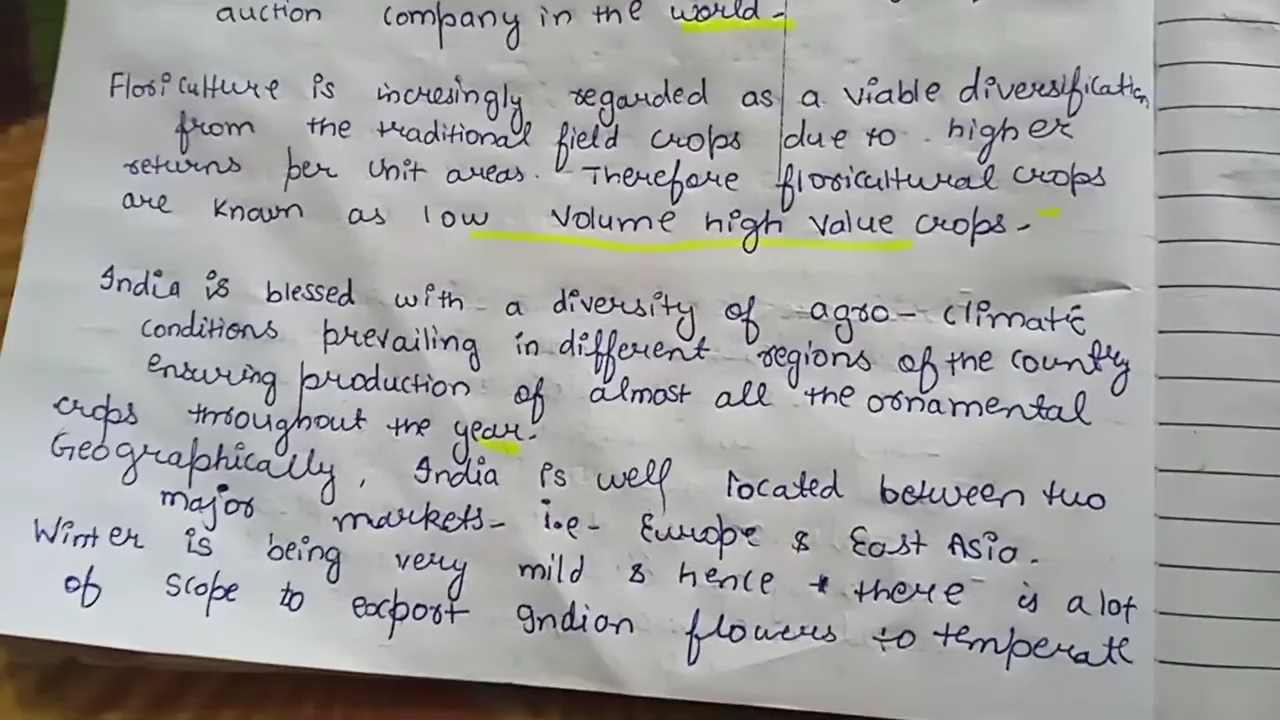 auction company in the world.
Floriculture is incresingly regarded as a viable diversification
from the traditional field crops due to higher
returns per unit areas. Therefore floricultural crops
are known as low volume high value crops.
India is blessed with a diversity of agro-climatic
conditions prevailing in different regions of the country
ensuring production of almost all the ornamental
crops throughout the year.
Geographically, India is well located between two
major markets - i.e - Europe & East Asia.
Winter is being very mild & hence there is a lot
of scope to export Indian flowers to temperate